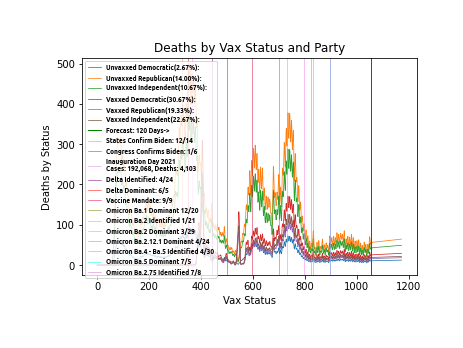 Deaths by Vax Status and Party
Deaths by Status
500
400
300
200
100
0
Unvaxxed Democratic(2.67%):
Unvaxxed Republican(14.00%):
Unvaxxed Independent(10.67%):
Vaxxed Democratic(30.67%):
Vaxxed Republican(19.33%):
Vaxxed Independent(22.67%):
Forecast: 120 Days->
States Confirm Biden: 12/14
Congress Confirms Biden: 1/6
Inauguration Day 2021
Cases: 192,068, Deaths: 4,103
Delta Identified: 4/24
Delta Dominant: 6/5
Vaccine Mandate: 9/9
Omicron Ba.1 Dominant 12/20
Omicron Ba.2 Identified 1/21
Omicron Ba.2 Dominant 3/29
Omicron Ba.2.12.1 Dominant 4/24
Omicron Ba.4 - Ba.5 Identified 4/30
Omicron Ba.5 Dominant 7/5
Omicron Ba.2.75 Identified 7/8
0 200 400 600 800 1000 1200
Vax Status